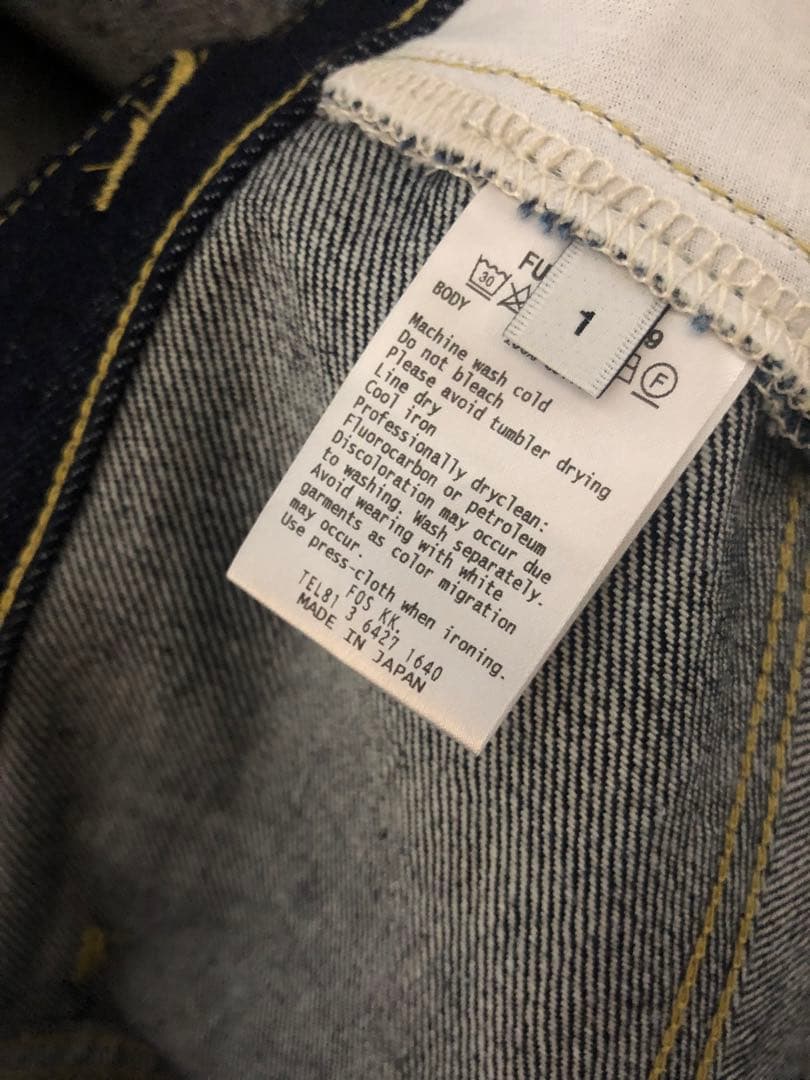 FU
9
30
F
1
BODY
Machine wash cold
Do not bleach
Please avoid tumbler drying
Line dry
Cool iron
Professionally dryclean:
Fluorocarbon or petroleum
Discoloration may occur due
to washing. Wash separately.
Avoid wearing with white
garments as color migration
may occur.
Use press-cloth when ironing.
FOS KK.
TEL81 3 6427 1640
MADE IN JAPAN